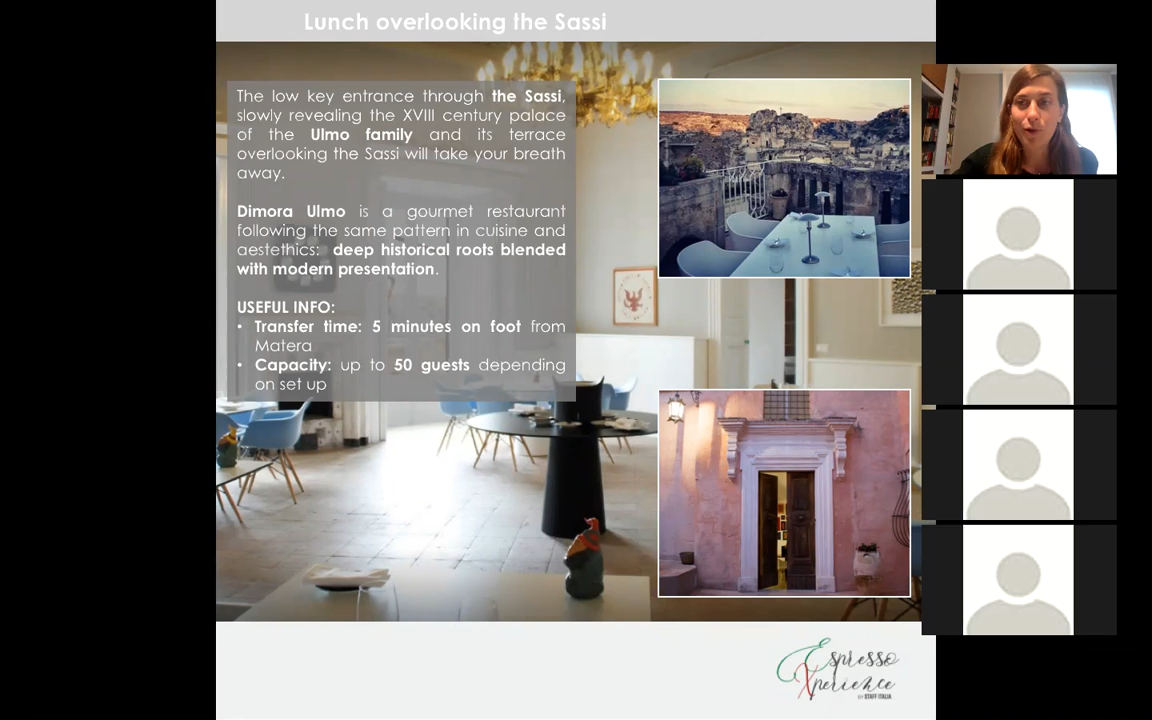 Lunch overlooking the Sassi
The low key entrance through the Sassi,
slowly revealing the XVIII century palace
of the Ulmo family and its terrace
overlooking the Sassi will take your breath
away.
Dimora Ulmo is a gourmet restaurant
following the same pattern in cuisine and
aestethics: deep historical roots blended
with modern presentation.
USEFUL INFO:
• Transfer time: 5 minutes on foot from
Matera
• Capacity: up to 50 guests depending
on set up
Espresso
Xperience
BY STAFF ITALIA